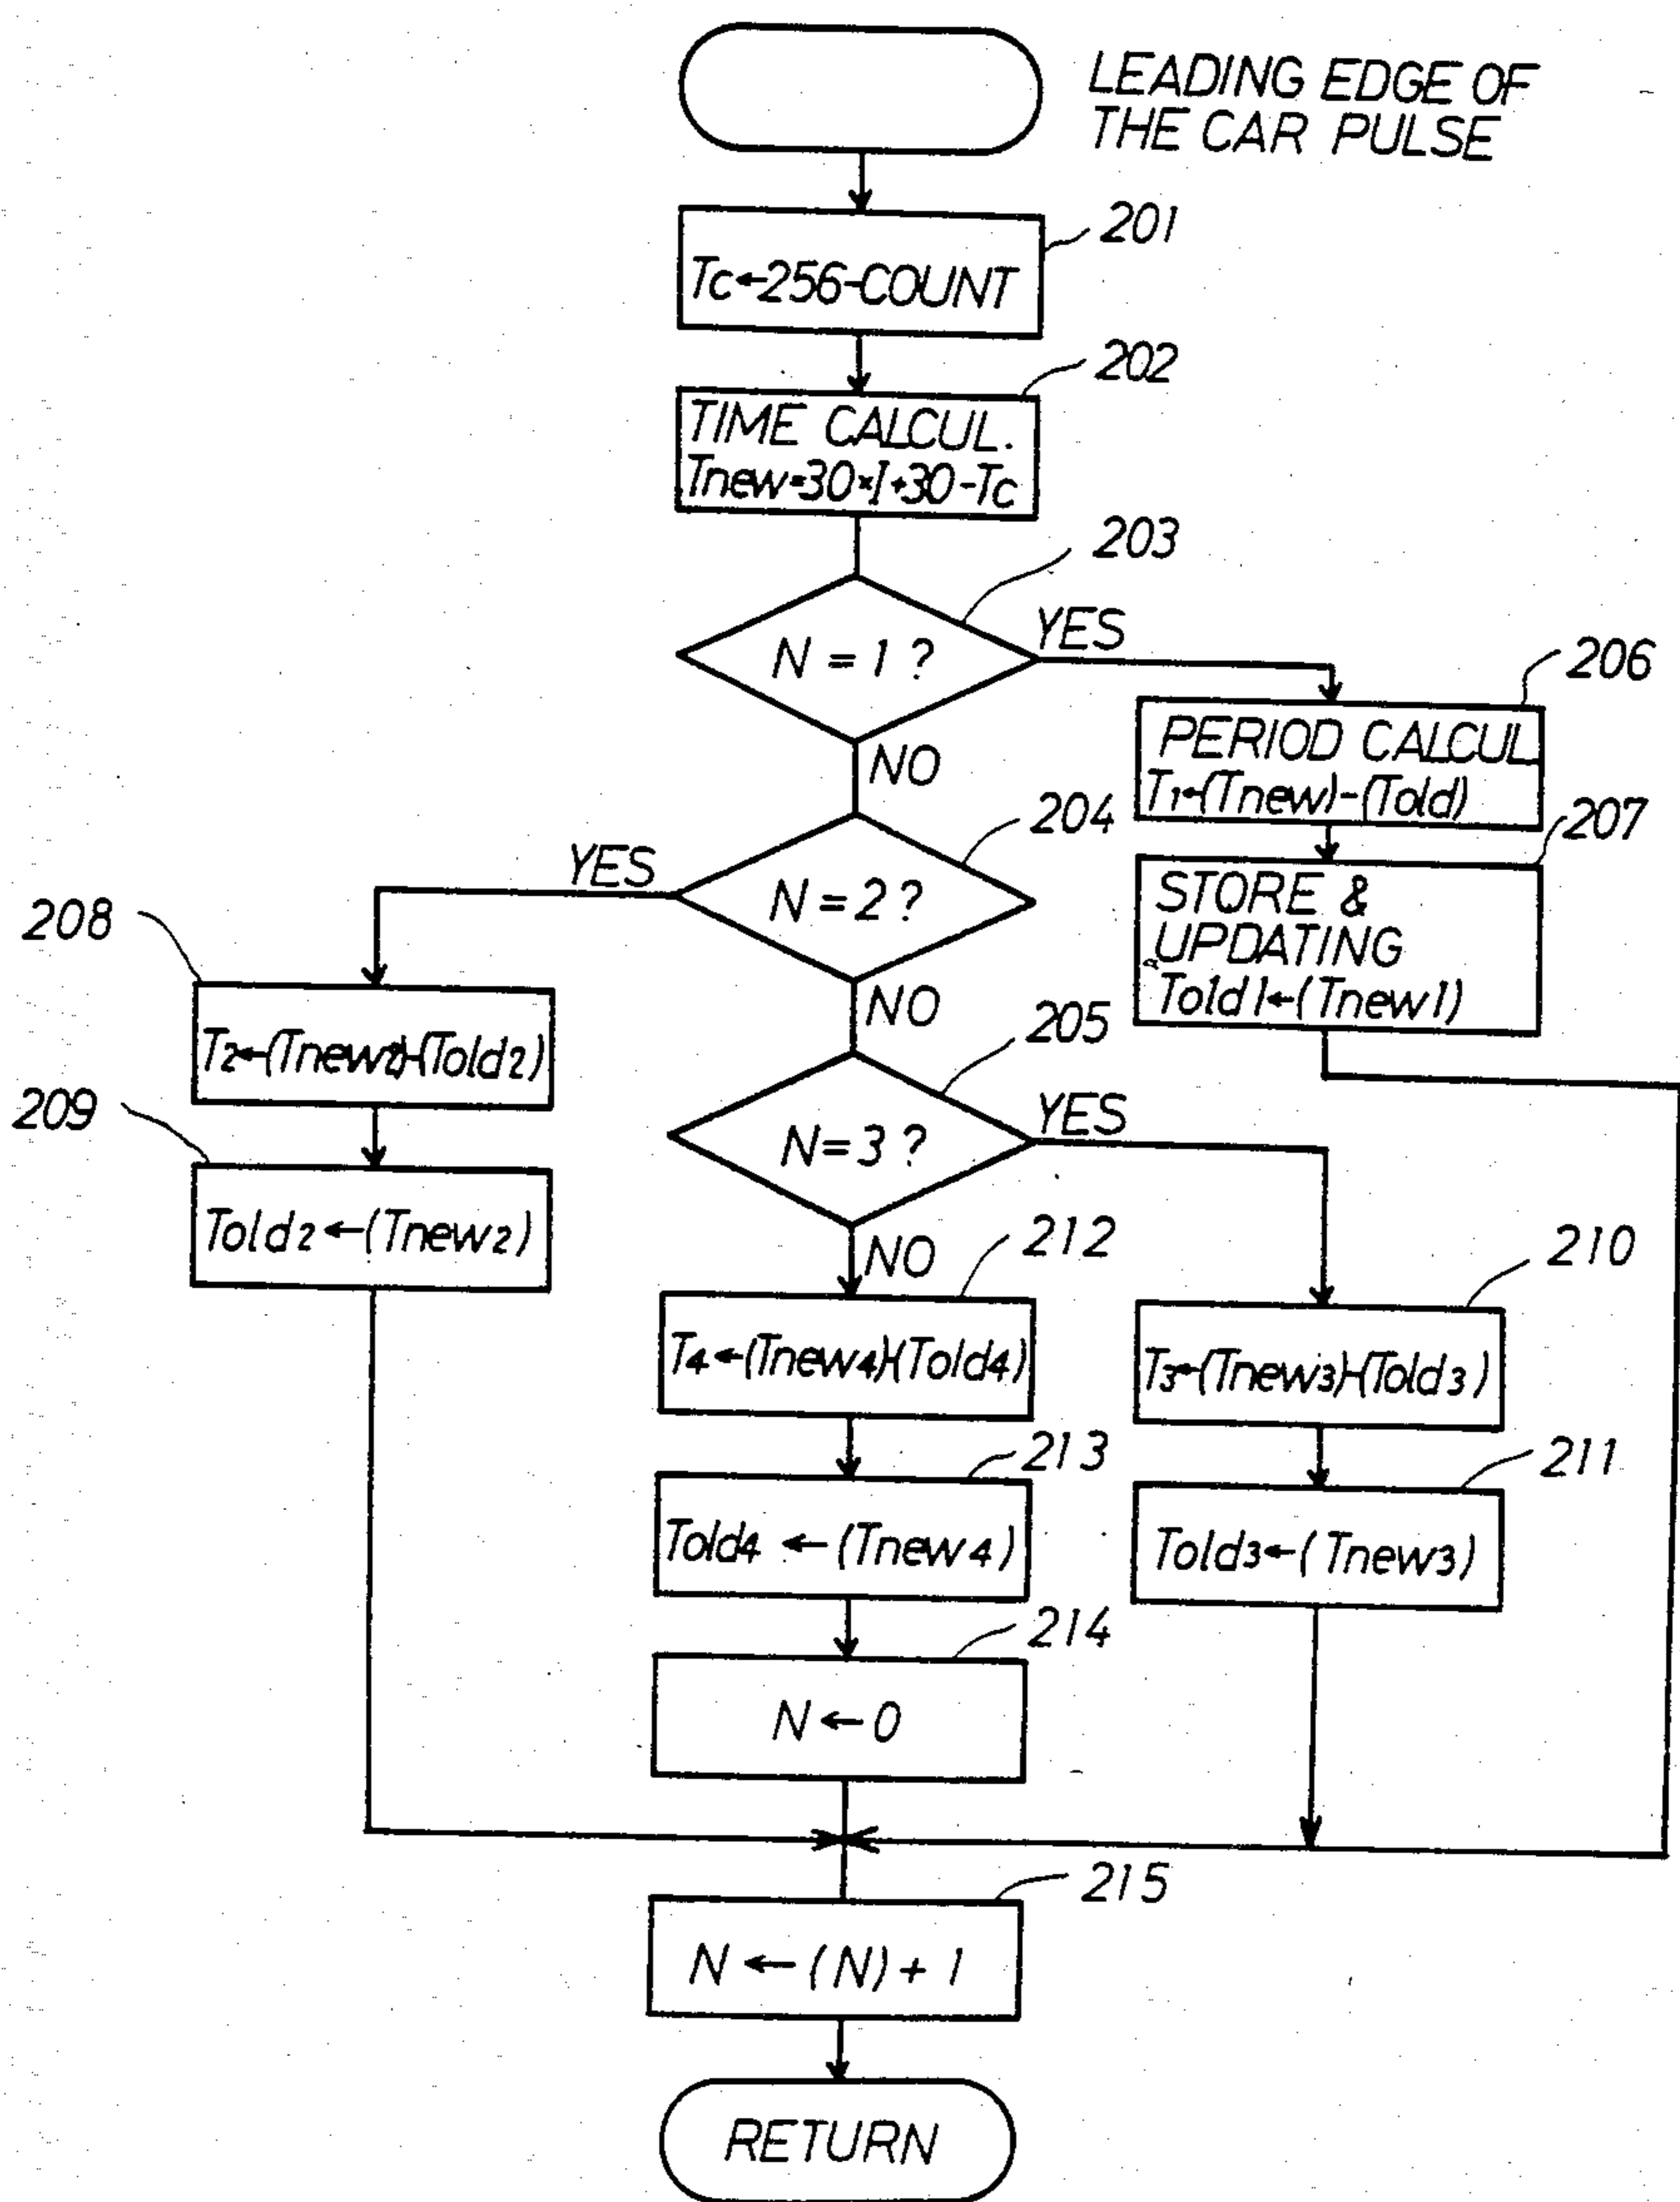 LEADING EDGE OF
THE CAR PULSE
201
Tc←256-COUNT
202
TIME CALCUL.
Tnew=30×I+30-Tc
203
N = 1 ?
YES
NO
206
PERIOD CALCUL
T1←(Tnew)-(Told)
207
STORE &
UPDATING
Told1←(Tnew1)
204
N = 2 ?
YES
NO
208
T2←(Tnew2)-(Told2)
209
Told2←(Tnew2)
205
N=3 ?
YES
NO
212
T4←(Tnew4)-(Told4)
210
T3←(Tnew3)-(Told3)
213
Told4 ←(Tnew4)
211
Told3←(Tnew3)
214
N←0
215
N ←(N)+ 1
RETURN